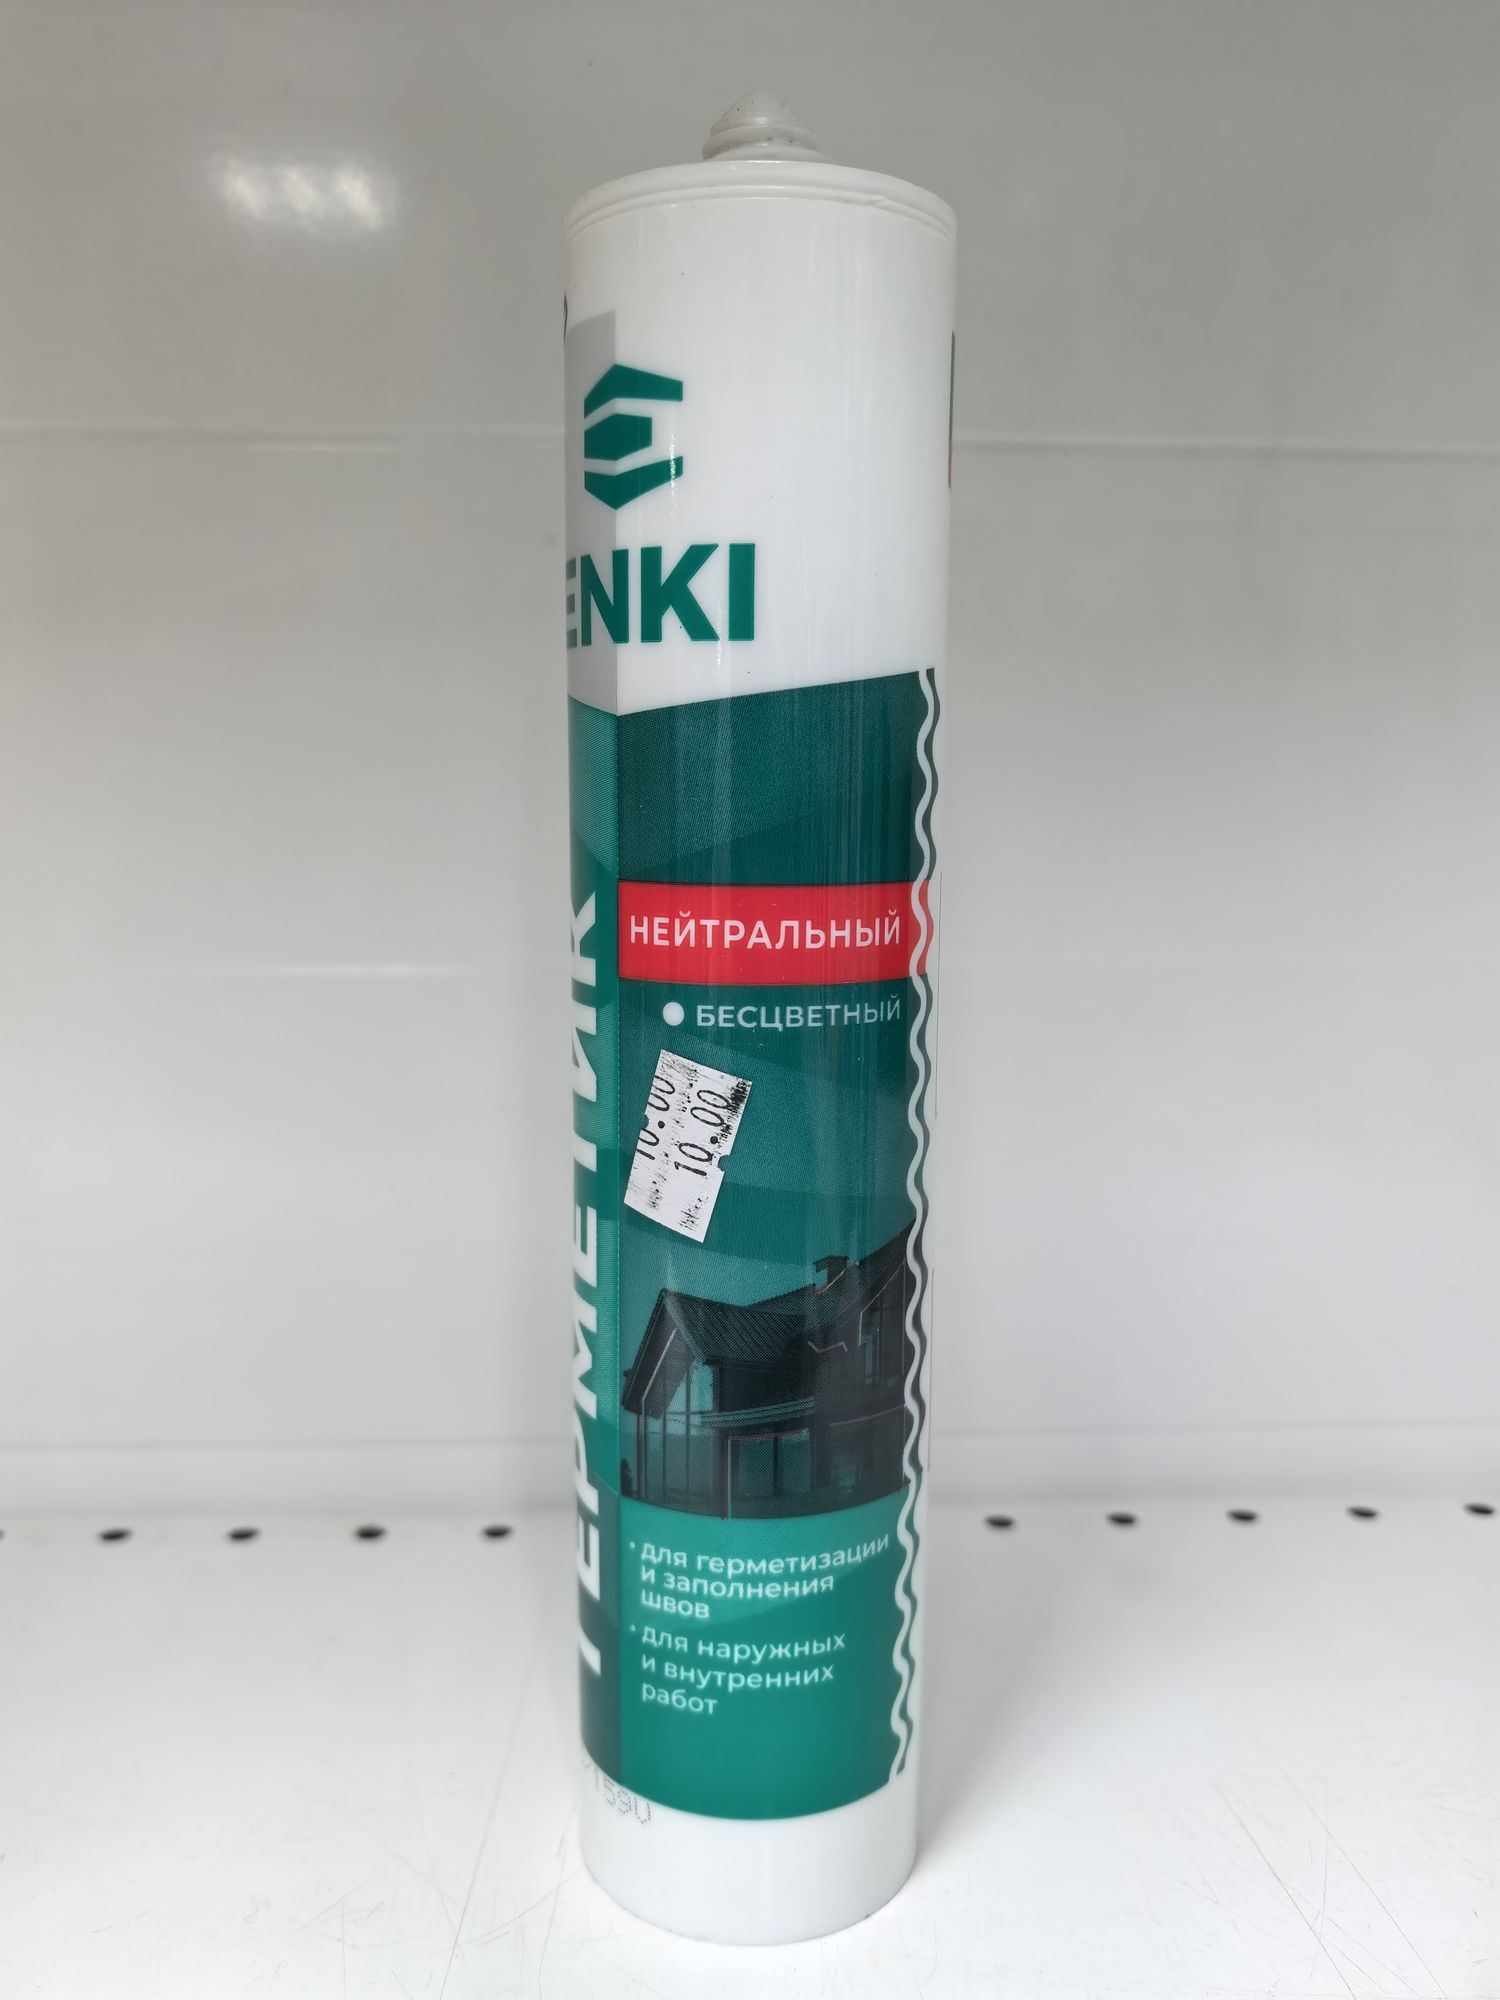 ENKI
ГЕРМЕТИК
НЕЙТРАЛЬНЫЙ
БЕСЦВЕТНЫЙ
10.00
10.00
• для герметизации
и заполнения
швов
• для наружных
и внутренних
работ